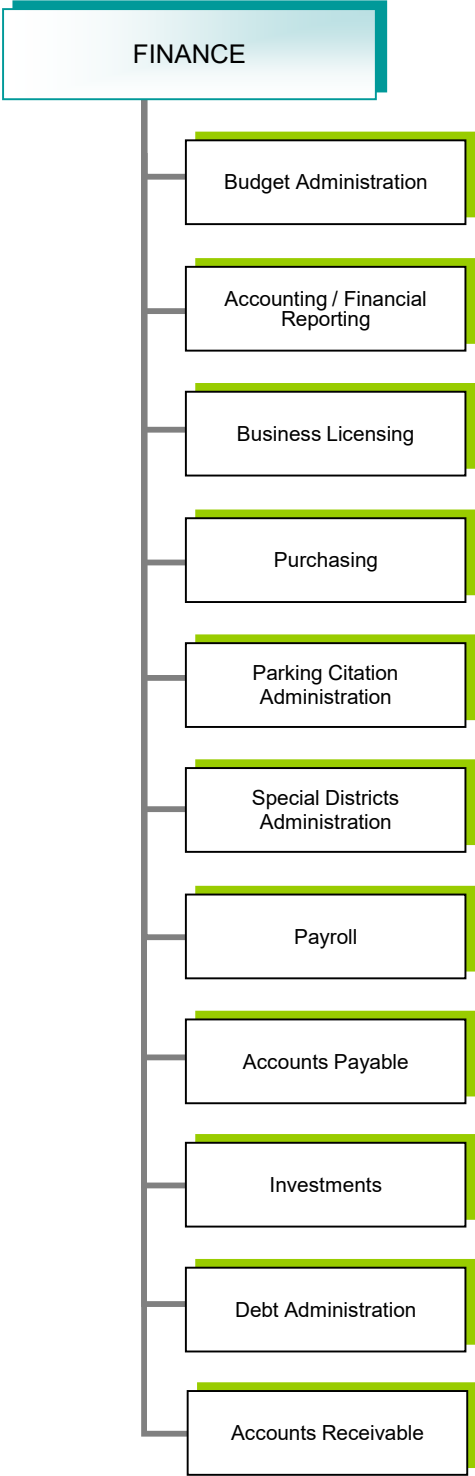 FINANCE
Budget Administration
Accounting / Financial
Reporting
Business Licensing
Purchasing
Parking Citation
Administration
Special Districts
Administration
Payroll
Accounts Payable
Investments
Debt Administration
Accounts Receivable